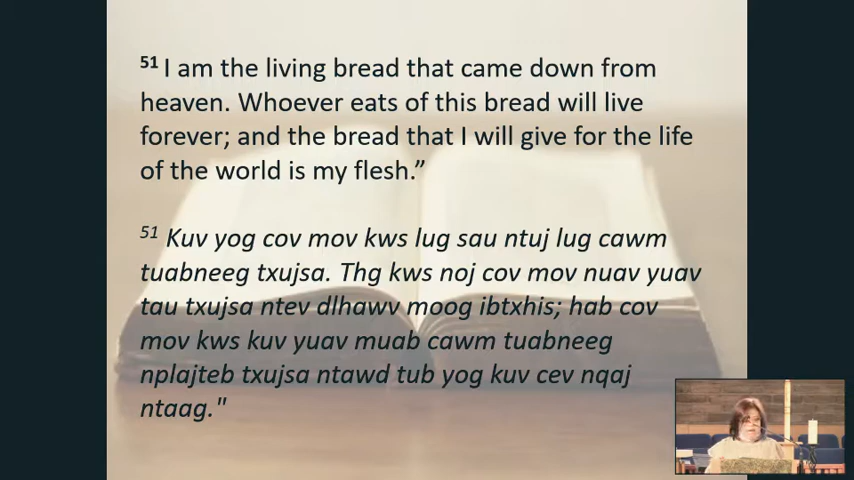 51 I am the living bread that came down from
heaven. Whoever eats of this bread will live
forever; and the bread that I will give for the life
of the world is my flesh.”
51 Kuv yog cov mov kws lug sau ntuj lug cawm
tuabneeg txujsa. Thg kws noj cov mov nuav yuav
tau txujsa ntev dlhawv moog ibtxhis; hab cov
mov kws kuv yuav muab cawm tuabneeg
nplajteb txujsa ntawd tub yog kuv cev nqaj
ntaag."